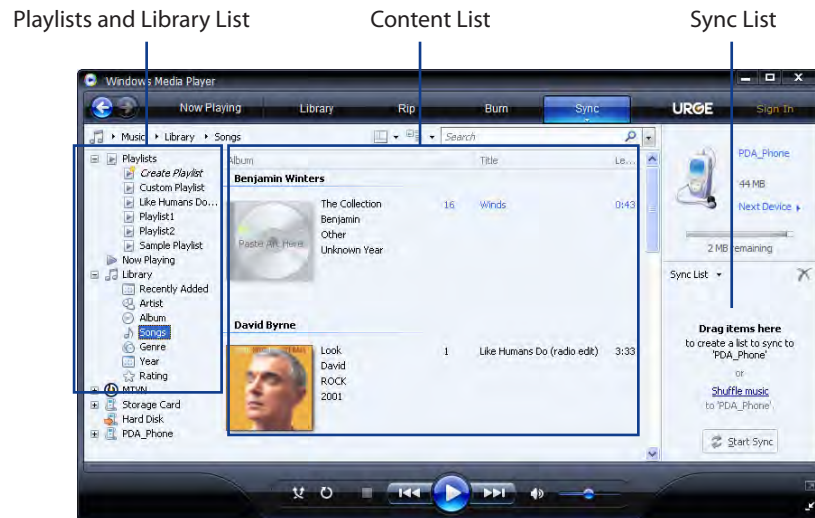 Playlists and Library List
Content List
Sync List
Windows Media Player
Now Playing
Library
Rip
Burn
Sync
URGE
Sign In
Music Library Songs
Search
Playlists
Create Playlist
Custom Playlist
Like Humans Do...
Playlist1
Playlist2
Sample Playlist
Now Playing
Library
Recently Added
Artist
Album
Songs
Genre
Year
Rating
MTVN
Storage Card
Hard Disk
PDA_Phone
Album
Title
Le...
Benjamin Winters
Paste Art Here
The Collection
16
Winds
0:43
Benjamin
Other
Unknown Year
David Byrne
Look
1
Like Humans Do (radio edit)
3:33
David
ROCK
2001
PDA_Phone
44 MB
Next Device
2 MB remaining
Sync List
Drag items here
to create a list to sync to
'PDA_Phone'
or
Shuffle music
to 'PDA_Phone'
Start Sync